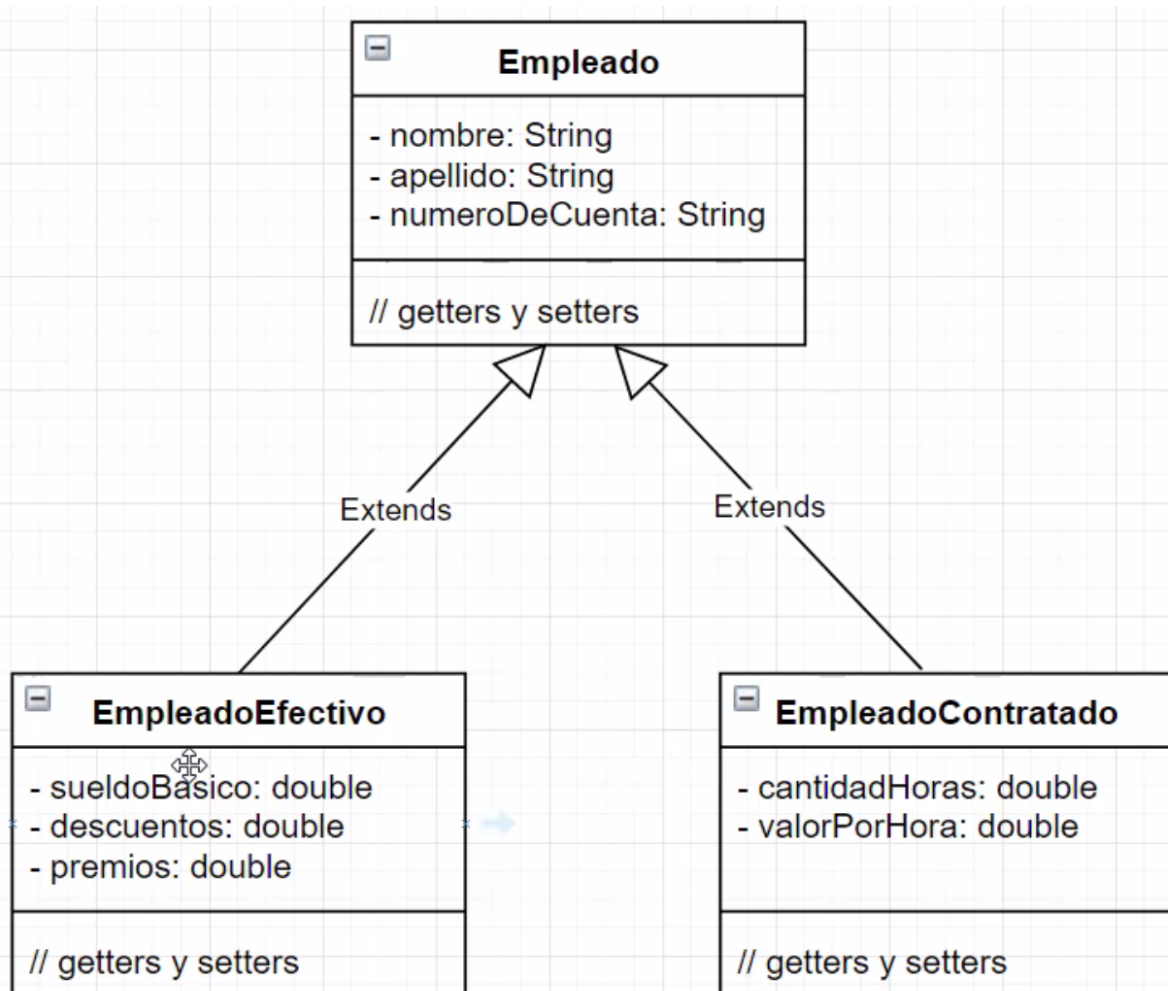 Empleado
- nombre: String
- apellido: String
- numeroDeCuenta: String
// getters y setters
Extends
Extends
EmpleadoEfectivo
- sueldoBasico: double
- descuentos: double
- premios: double
// getters y setters
EmpleadoContratado
- cantidadHoras: double
- valorPorHora: double
// getters y setters